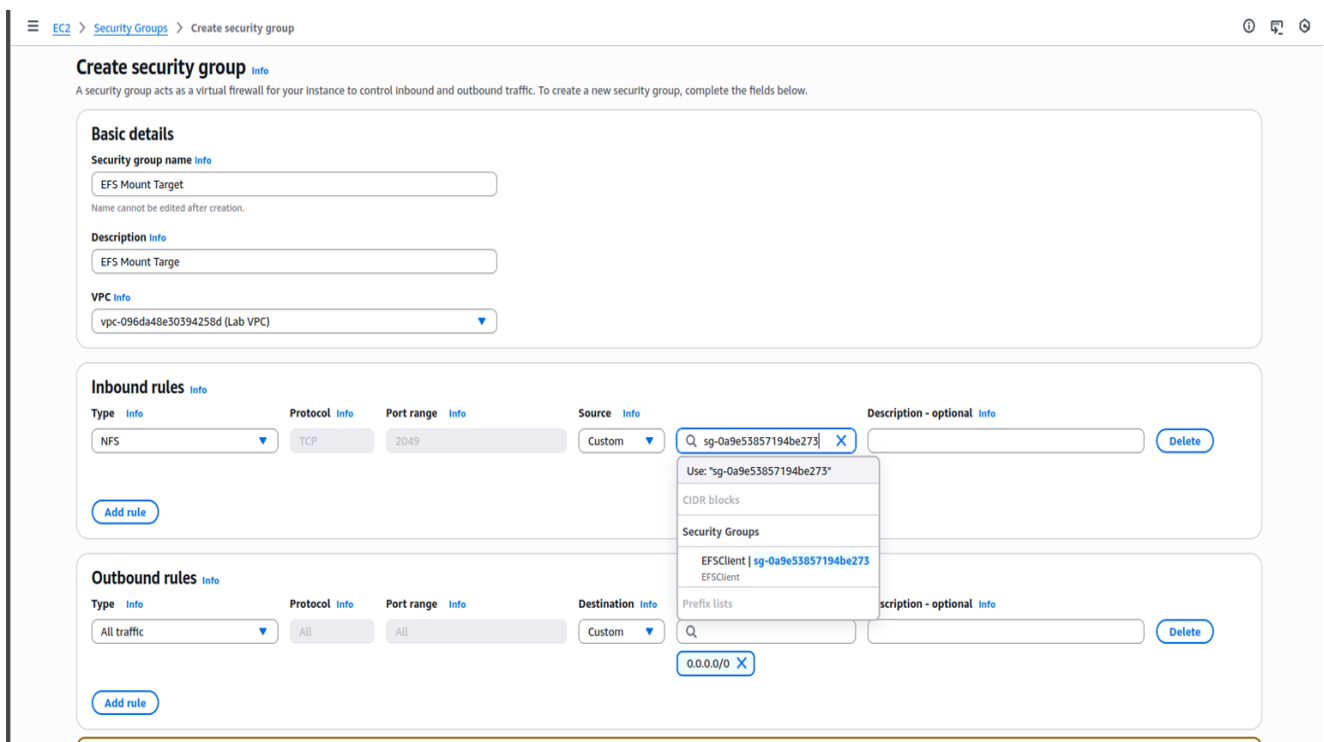 EC2 > Security Groups > Create security group
Create security group Info
A security group acts as a virtual firewall for your instance to control inbound and outbound traffic. To create a new security group, complete the fields below.
Basic details
Security group name Info
EFS Mount Target
Name cannot be edited after creation.
Description Info
EFS Mount Targe
VPC Info
vpc-096da48e30394258d (Lab VPC)
Inbound rules Info
Type Info Protocol Info Port range Info Source Info Description - optional Info
NFS TCP 2049 Custom sg-0a9e53857194be273 Delete
Use: "sg-0a9e53857194be273"
CIDR blocks
Security Groups
EFSClient | sg-0a9e53857194be273
EFSClient
Prefix lists
Add rule
Outbound rules Info
Type Info Protocol Info Port range Info Destination Info scription - optional Info
All traffic All All Custom Delete
0.0.0.0/0
Add rule